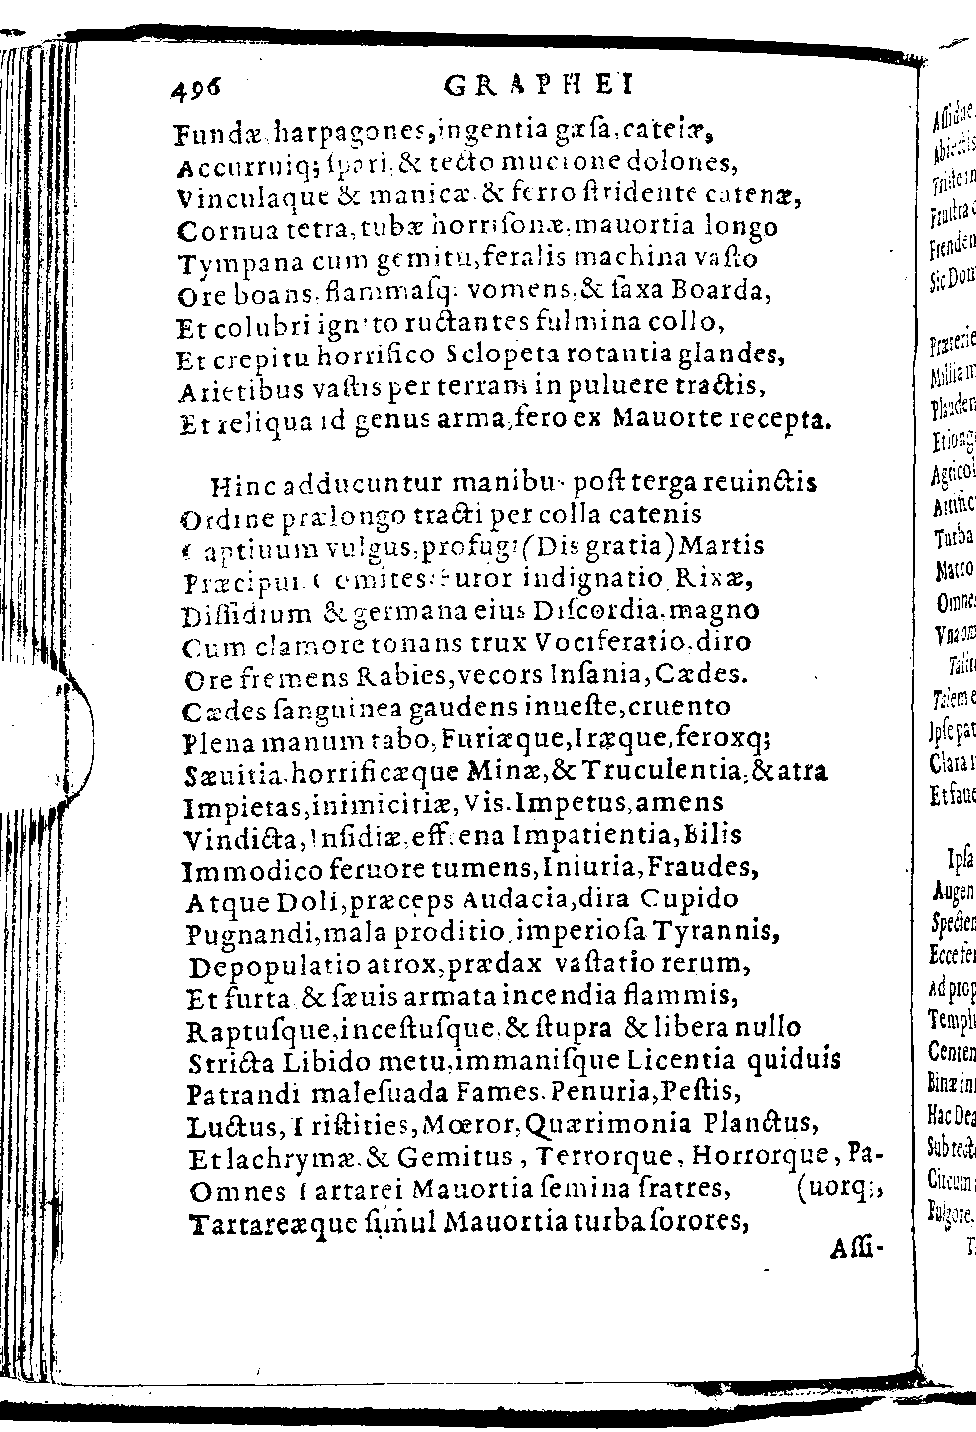 496 GRAPHEI
Fundæ, harpagones, ingentia gæſa, cateiæ,
Accurruiq; ſpari, & tecto mucrone dolones,
Vinculaque & manicæ & ferro ſtridente catenæ,
Cornua tetra, tubæ horriſonæ, mauortia longo
Tympana cum gemitu, feralis machina vaſto
Ore boans, flammaſq; vomens, & ſaxa Boarda,
Et colubri ignito ructantes fulmina collo,
Et crepitu horrifico Sclopeta rotantia glandes,
Arietibus vaſtis per terram in puluere tractis,
Et reliqua id genus arma, fero ex Mauorte recepta.
Hinc adducuntur manibus poſt terga reuinctis
Ordine prælongo tracti per colla catenis
Captiuum vulgus, profugi (Dis gratia) Martis
Præcipui Comites: Furor indignatio Rixæ,
Diſſidium & germana eius Diſcordia, magno
Cum clamore tonans trux Vociferatio, diro
Ore fremens Rabies, vecors Inſania, Cædes.
Cædes ſanguinea gaudens inueſte, cruento
Plena manum tabo, Furiæque, Iræque, feroxq;
Sæuitia, horrificæque Minæ, & Truculentia, & atra
Impietas, inimicitiæ, Vis, Impetus, amens
Vindicta, Inſidiæ, effrena Impatientia, Bilis
Immodico feruore tumens, Iniuria, Fraudes,
Atque Doli, præceps Audacia, dira Cupido
Pugnandi, mala proditio, imperioſa Tyrannis,
Depopulatio atrox, prædax vaſtatio rerum,
Et furta & ſæuis armata incendia flammis,
Raptuſque, inceſtuſque, & ſtupra & libera nullo
Stricta Libido metu, immaniſque Licentia quiduis
Patrandi maleſuada Fames. Penuria, Peſtis,
Luctus, Triſtities, Mœror, Quærimonia Planctus,
Et lachrymæ, & Gemitus, Terrorque, Horrorque, Pa-
Omnes Tartarei Mauortia ſemina fratres, (uorq;,
Tartareæque ſimul Mauortia turba ſorores,
Aſſi-